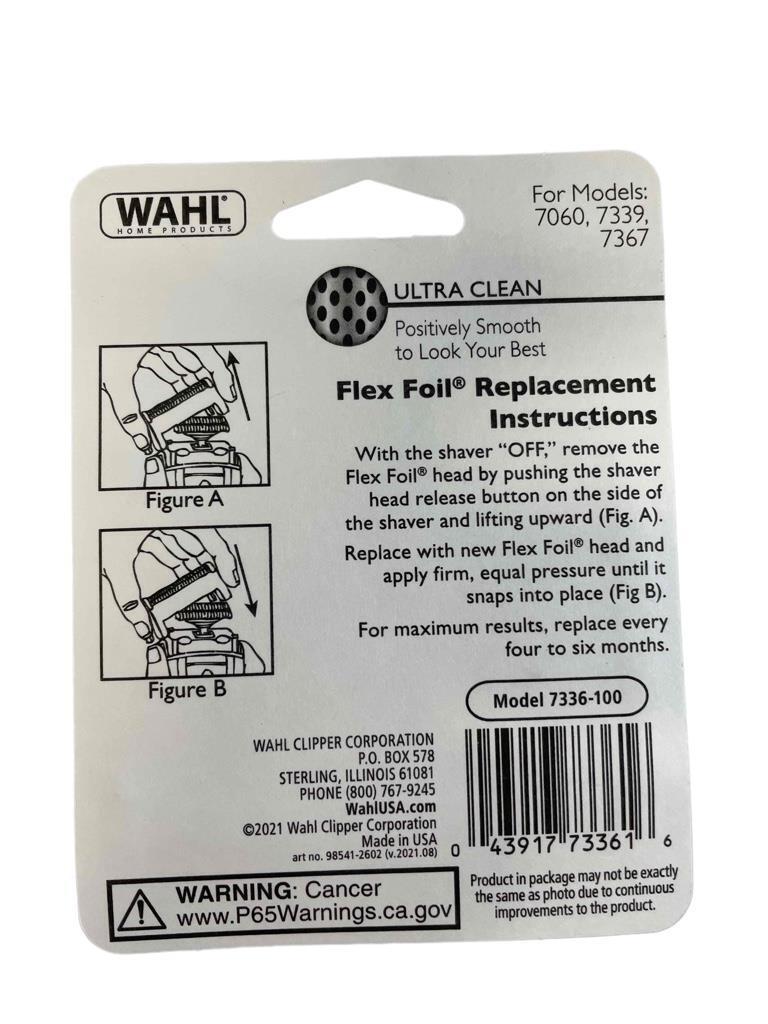 WAHL®
HOME PRODUCTS
For Models:
7060, 7339,
7367
ULTRA CLEAN
Positively Smooth
to Look Your Best
Flex Foil® Replacement
Instructions
With the shaver “OFF,” remove the
Flex Foil® head by pushing the shaver
head release button on the side of
the shaver and lifting upward (Fig. A).
Replace with new Flex Foil® head and
apply firm, equal pressure until it
snaps into place (Fig B).
For maximum results, replace every
four to six months.
Figure A
Figure B
Model 7336-100
WAHL CLIPPER CORPORATION
P.O. BOX 578
STERLING, ILLINOIS 61081
PHONE (800) 767-9245
WahlUSA.com
©2021 Wahl Clipper Corporation
Made in USA
art no. 98541-2602 (v.2021.08)
0 43917 73361 6
Product in package may not be exactly
the same as photo due to continuous
improvements to the product.
WARNING: Cancer
www.P65Warnings.ca.gov